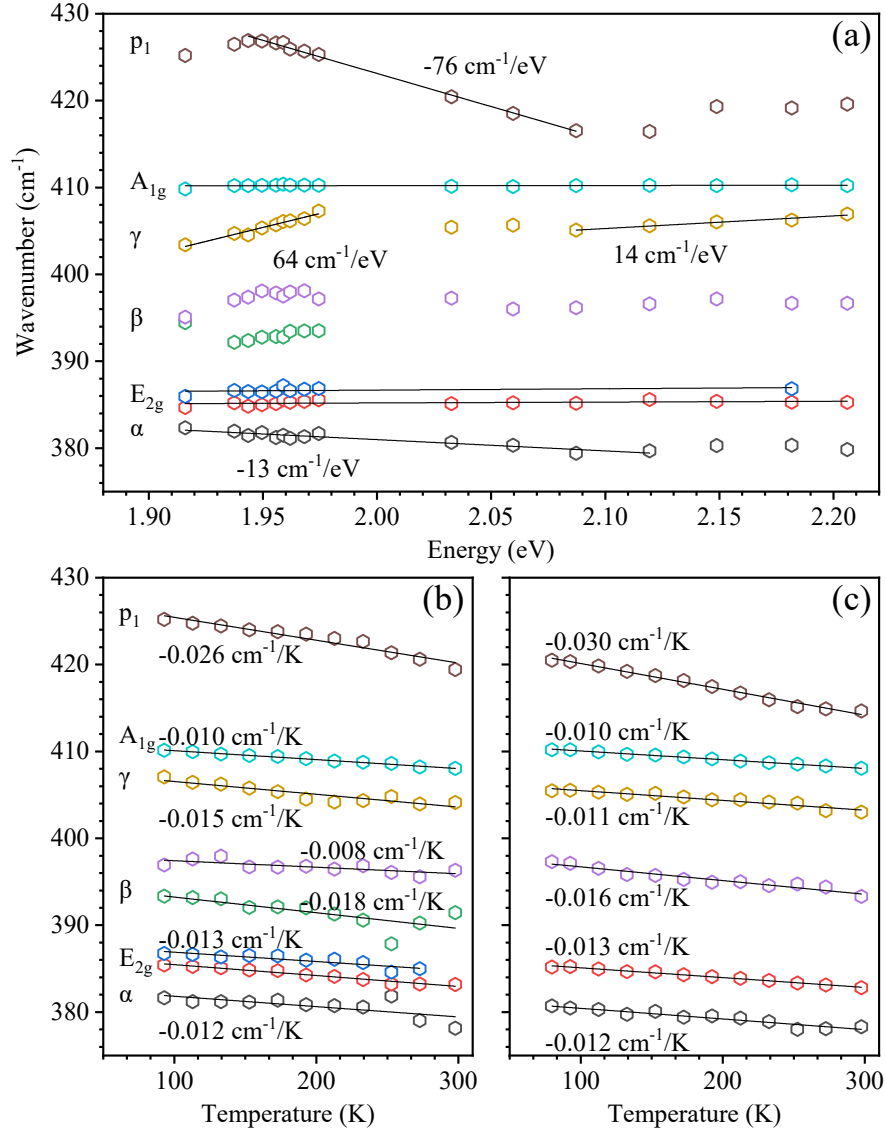 430
(a)
p₁
-76 cm⁻¹/eV
420
410
A₁g
γ
64 cm⁻¹/eV
14 cm⁻¹/eV
400
β
390
E₂g
α
380
-13 cm⁻¹/eV
Wavenumber (cm⁻¹)
1.90 1.95 2.00 2.05 2.10 2.15 2.20
Energy (eV)
430
(b)
p₁
-0.026 cm⁻¹/K
420
A₁g
-0.010 cm⁻¹/K
410
γ
-0.015 cm⁻¹/K
400
-0.008 cm⁻¹/K
β
-0.018 cm⁻¹/K
390
-0.013 cm⁻¹/K
E₂g
α
380
-0.012 cm⁻¹/K
100 200 300
Temperature (K)
(c)
-0.030 cm⁻¹/K
-0.010 cm⁻¹/K
-0.011 cm⁻¹/K
-0.016 cm⁻¹/K
-0.013 cm⁻¹/K
-0.012 cm⁻¹/K
100 200 300
Temperature (K)